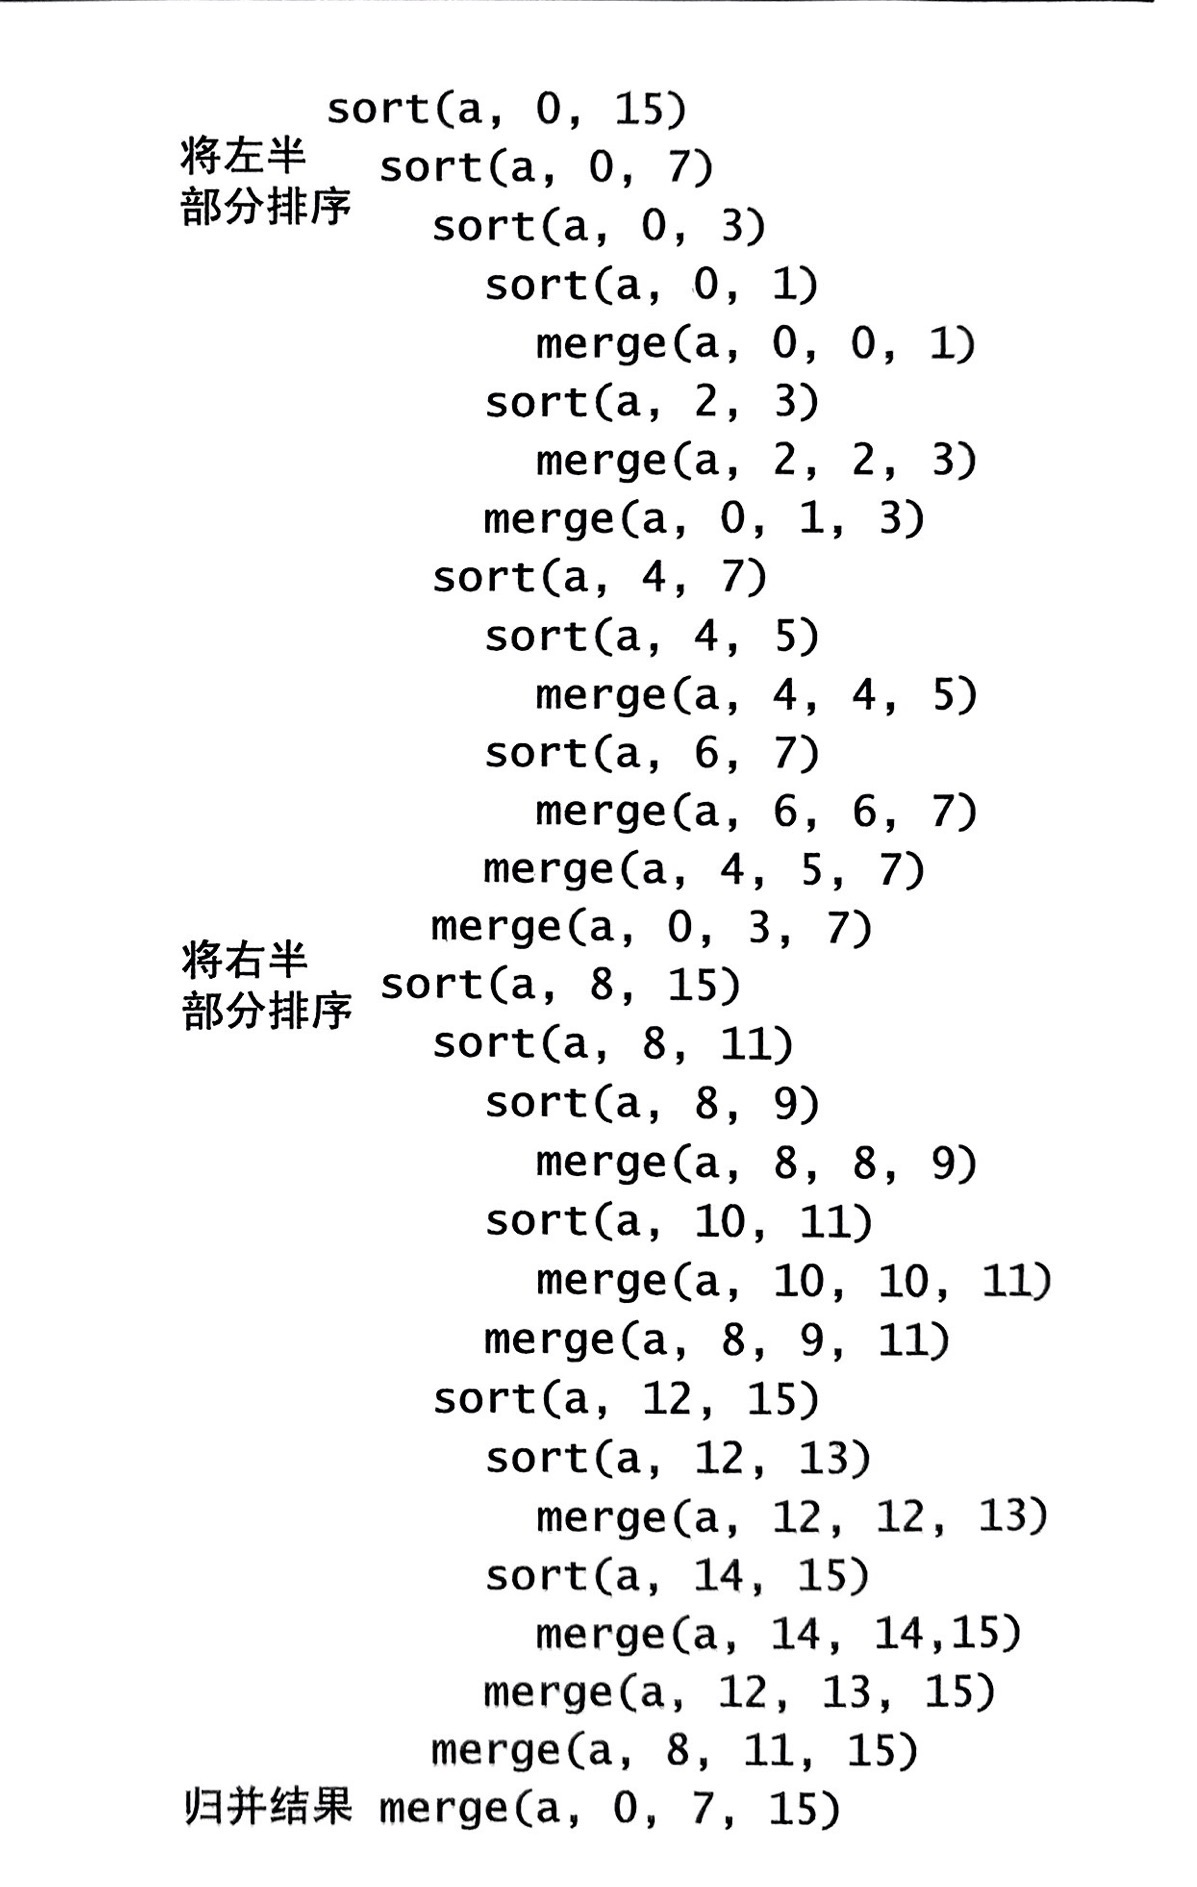 sort(a, 0, 15)
将左半
sort(a, 0, 7)
部分排序
sort(a, 0, 3)
sort(a, 0, 1)
merge(a, 0, 0, 1)
sort(a, 2, 3)
merge(a, 2, 2, 3)
merge(a, 0, 1, 3)
sort(a, 4, 7)
sort(a, 4, 5)
merge(a, 4, 4, 5)
sort(a, 6, 7)
merge(a, 6, 6, 7)
merge(a, 4, 5, 7)
merge(a, 0, 3, 7)
将右半
sort(a, 8, 15)
部分排序
sort(a, 8, 11)
sort(a, 8, 9)
merge(a, 8, 8, 9)
sort(a, 10, 11)
merge(a, 10, 10, 11)
merge(a, 8, 9, 11)
sort(a, 12, 15)
sort(a, 12, 13)
merge(a, 12, 12, 13)
sort(a, 14, 15)
merge(a, 14, 14,15)
merge(a, 12, 13, 15)
merge(a, 8, 11, 15)
归并结果 merge(a, 0, 7, 15)